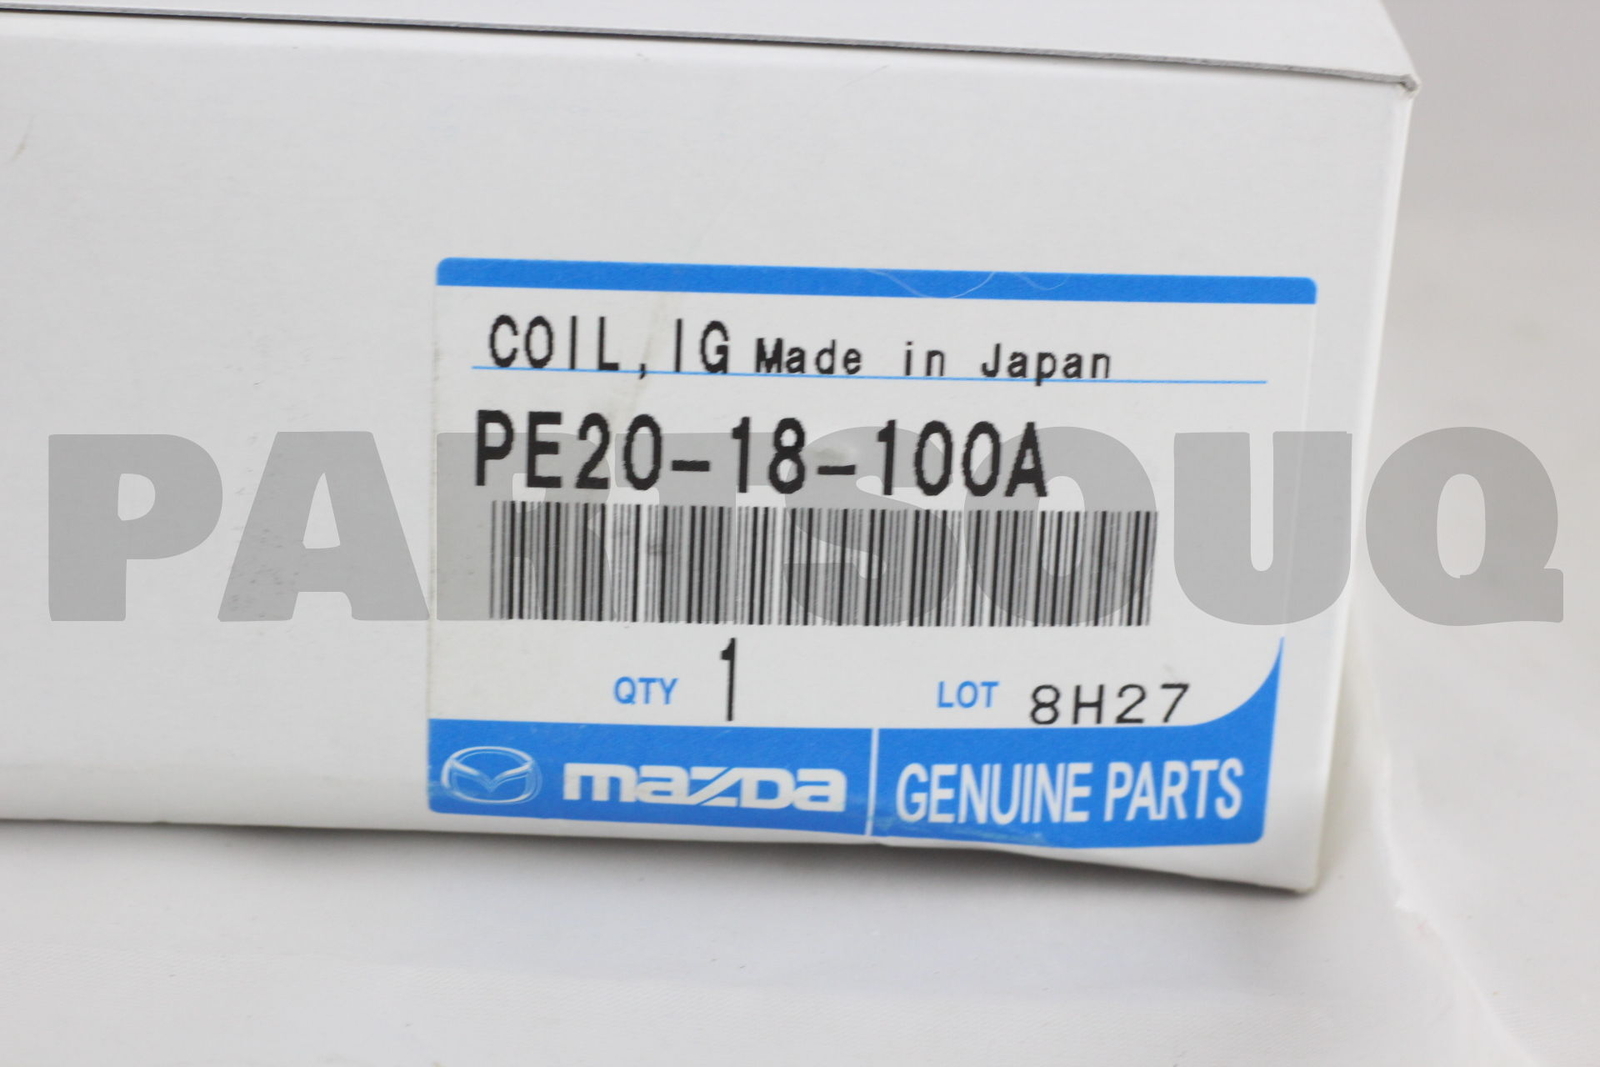 COIL, IG Made in Japan
PE20-18-100A
PARTSOUQ
QTY 1 LOT 8H27
mazda GENUINE PARTS